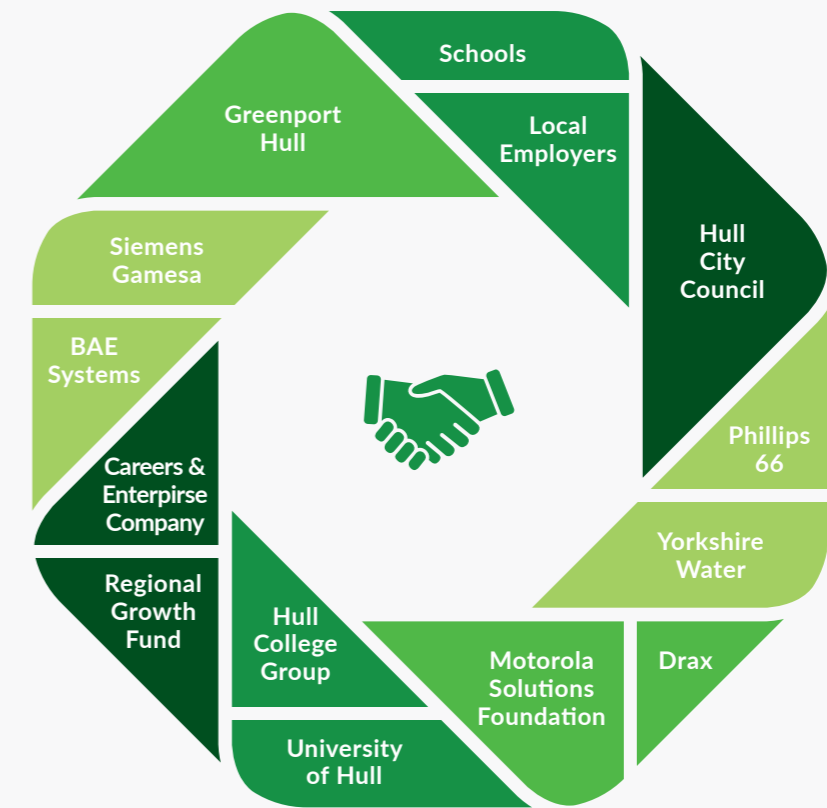 Schools
Greenport
Hull
Local
Employers
Hull
City
Council
Siemens
Gamesa
BAE
Systems
Phillips
66
Careers &
Enterpirse
Company
Yorkshire
Water
Regional
Growth
Fund
Hull
College
Group
Motorola
Solutions
Foundation
Drax
University
of Hull